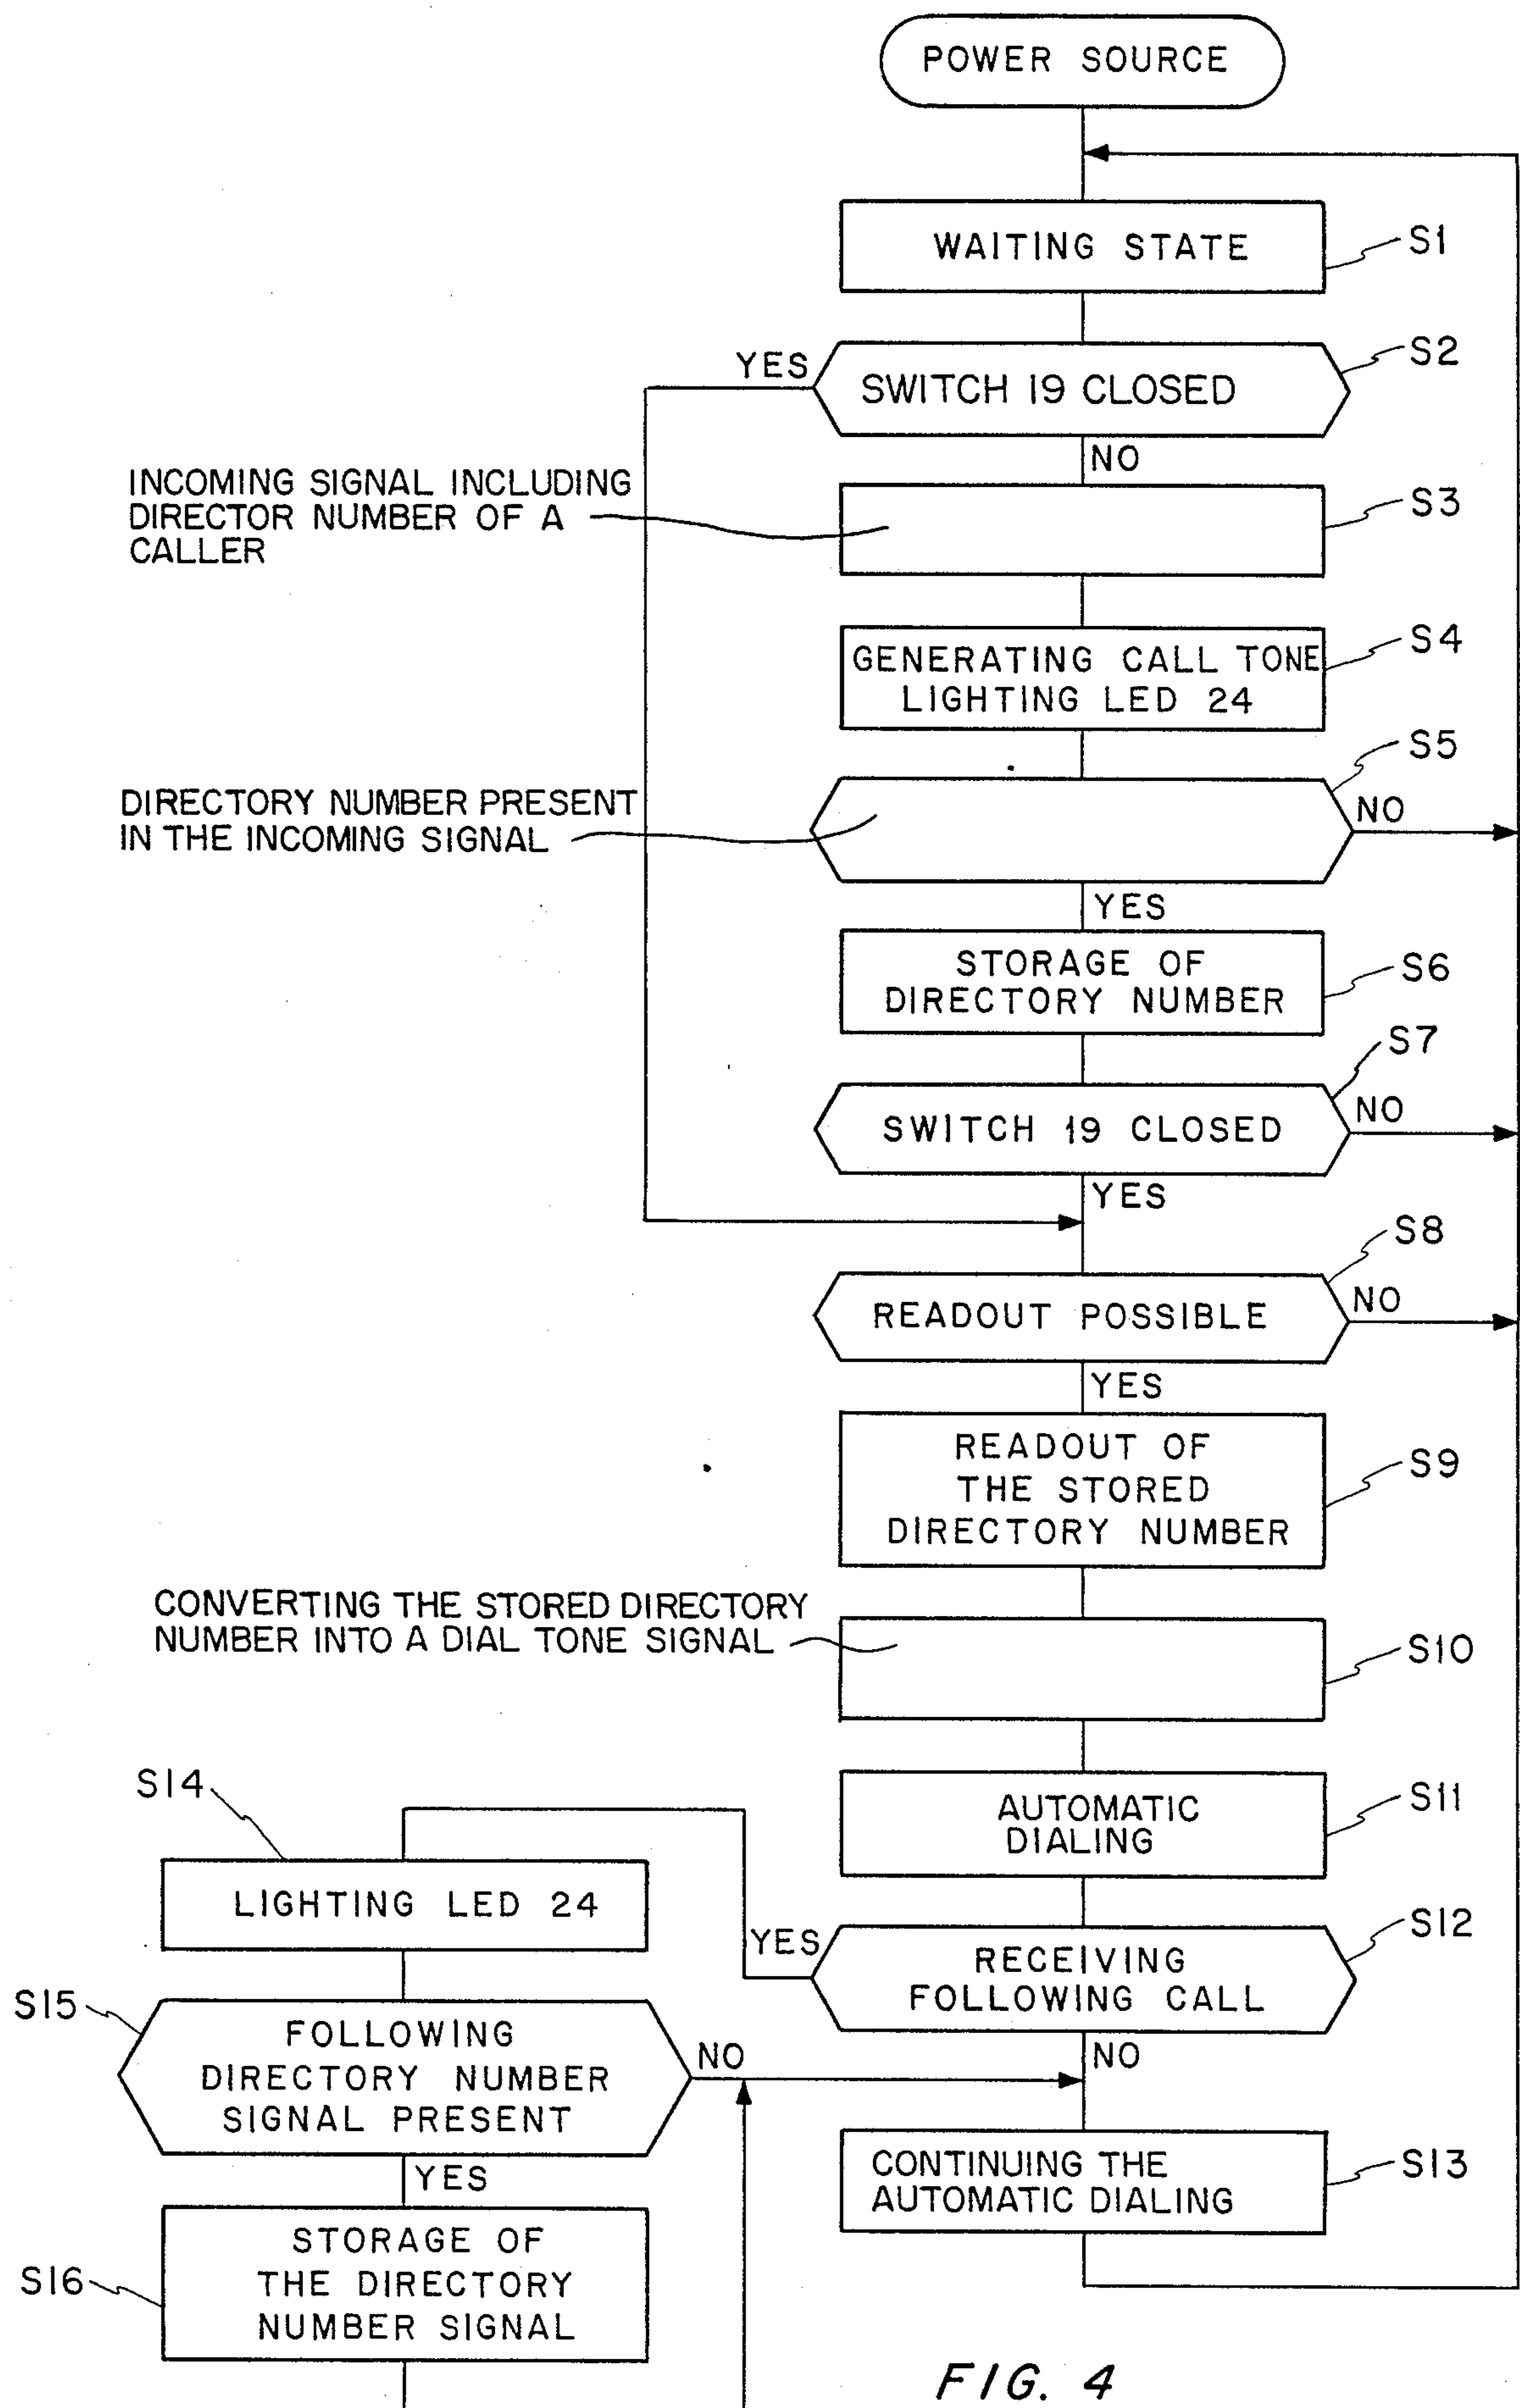 POWER SOURCE
WAITING STATE
S1
SWITCH 19 CLOSED
S2
YES
NO
INCOMING SIGNAL INCLUDING
DIRECTOR NUMBER OF A
CALLER
S3
GENERATING CALL TONE
LIGHTING LED 24
S4
DIRECTORY NUMBER PRESENT
IN THE INCOMING SIGNAL
S5
NO
YES
STORAGE OF
DIRECTORY NUMBER
S6
SWITCH 19 CLOSED
S7
NO
YES
READOUT POSSIBLE
S8
NO
YES
READOUT OF
THE STORED
DIRECTORY NUMBER
S9
CONVERTING THE STORED DIRECTORY
NUMBER INTO A DIAL TONE SIGNAL
S10
AUTOMATIC
DIALING
S11
RECEIVING
FOLLOWING CALL
S12
YES
NO
CONTINUING THE
AUTOMATIC DIALING
S13
S14
LIGHTING LED 24
S15
FOLLOWING
DIRECTORY NUMBER
SIGNAL PRESENT
NO
YES
S16
STORAGE OF
THE DIRECTORY
NUMBER SIGNAL
FIG. 4